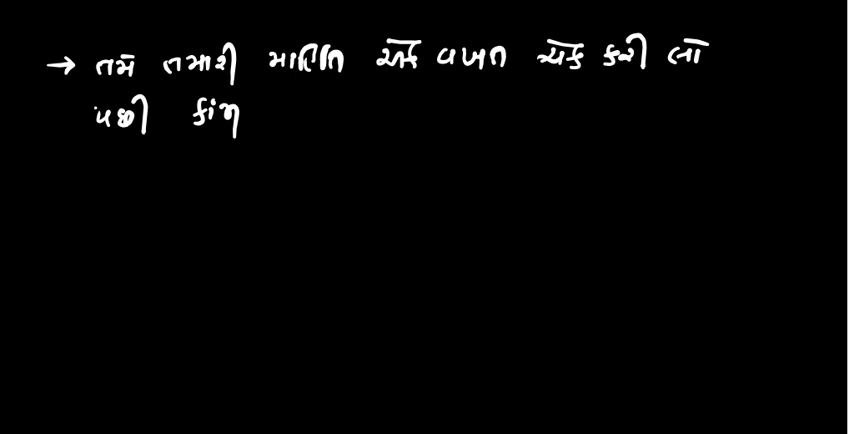 → તમે તમારી માહિતિ એક વખત ચેક કરી લો
પછી